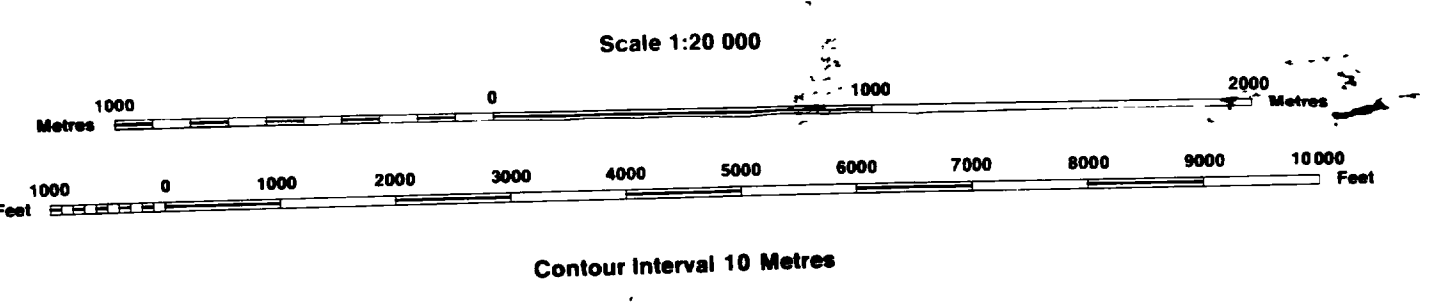 Scale 1:20 000
1000 0 1000 2000
Metres Metres
1000 0 1000 2000 3000 4000 5000 6000 7000 8000 9000 10 000
Feet Feet
Contour Interval 10 Metres